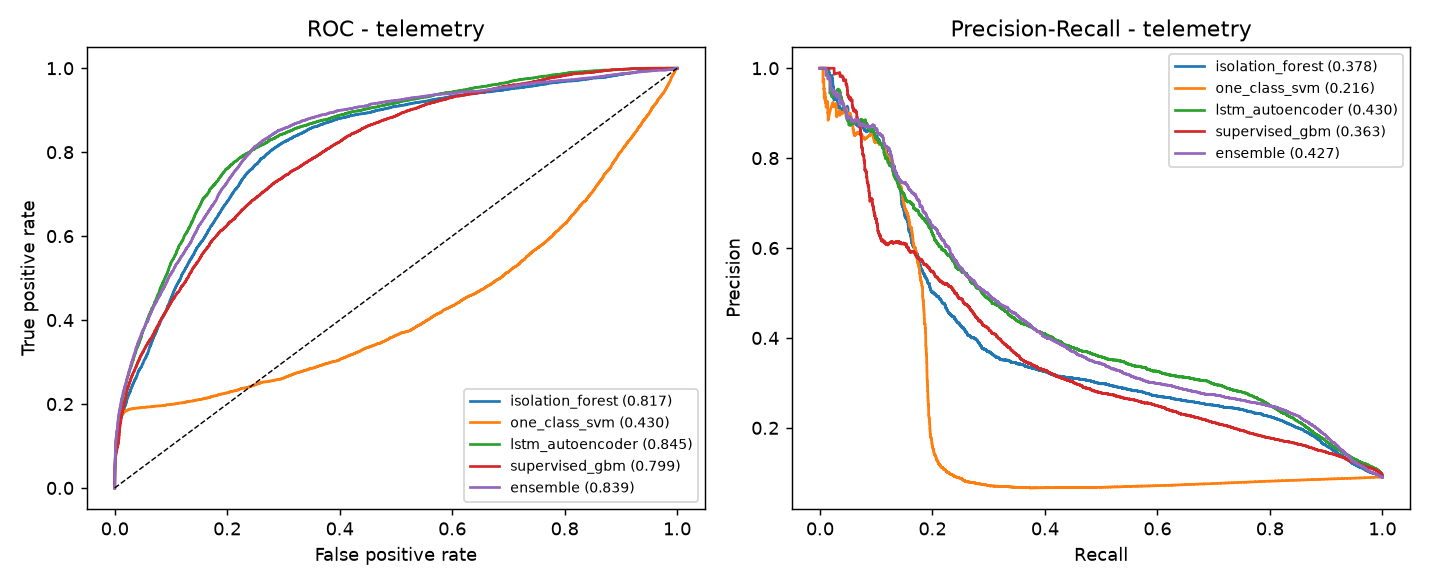 ROC - telemetry
True positive rate
1.0
0.8
0.6
0.4
0.2
0.0
isolation_forest (0.817)
one_class_svm (0.430)
lstm_autoencoder (0.845)
supervised_gbm (0.799)
ensemble (0.839)
0.0 0.2 0.4 0.6 0.8 1.0
False positive rate
Precision-Recall - telemetry
Precision
1.0
0.8
0.6
0.4
0.2
isolation_forest (0.378)
one_class_svm (0.216)
lstm_autoencoder (0.430)
supervised_gbm (0.363)
ensemble (0.427)
0.0 0.2 0.4 0.6 0.8 1.0
Recall